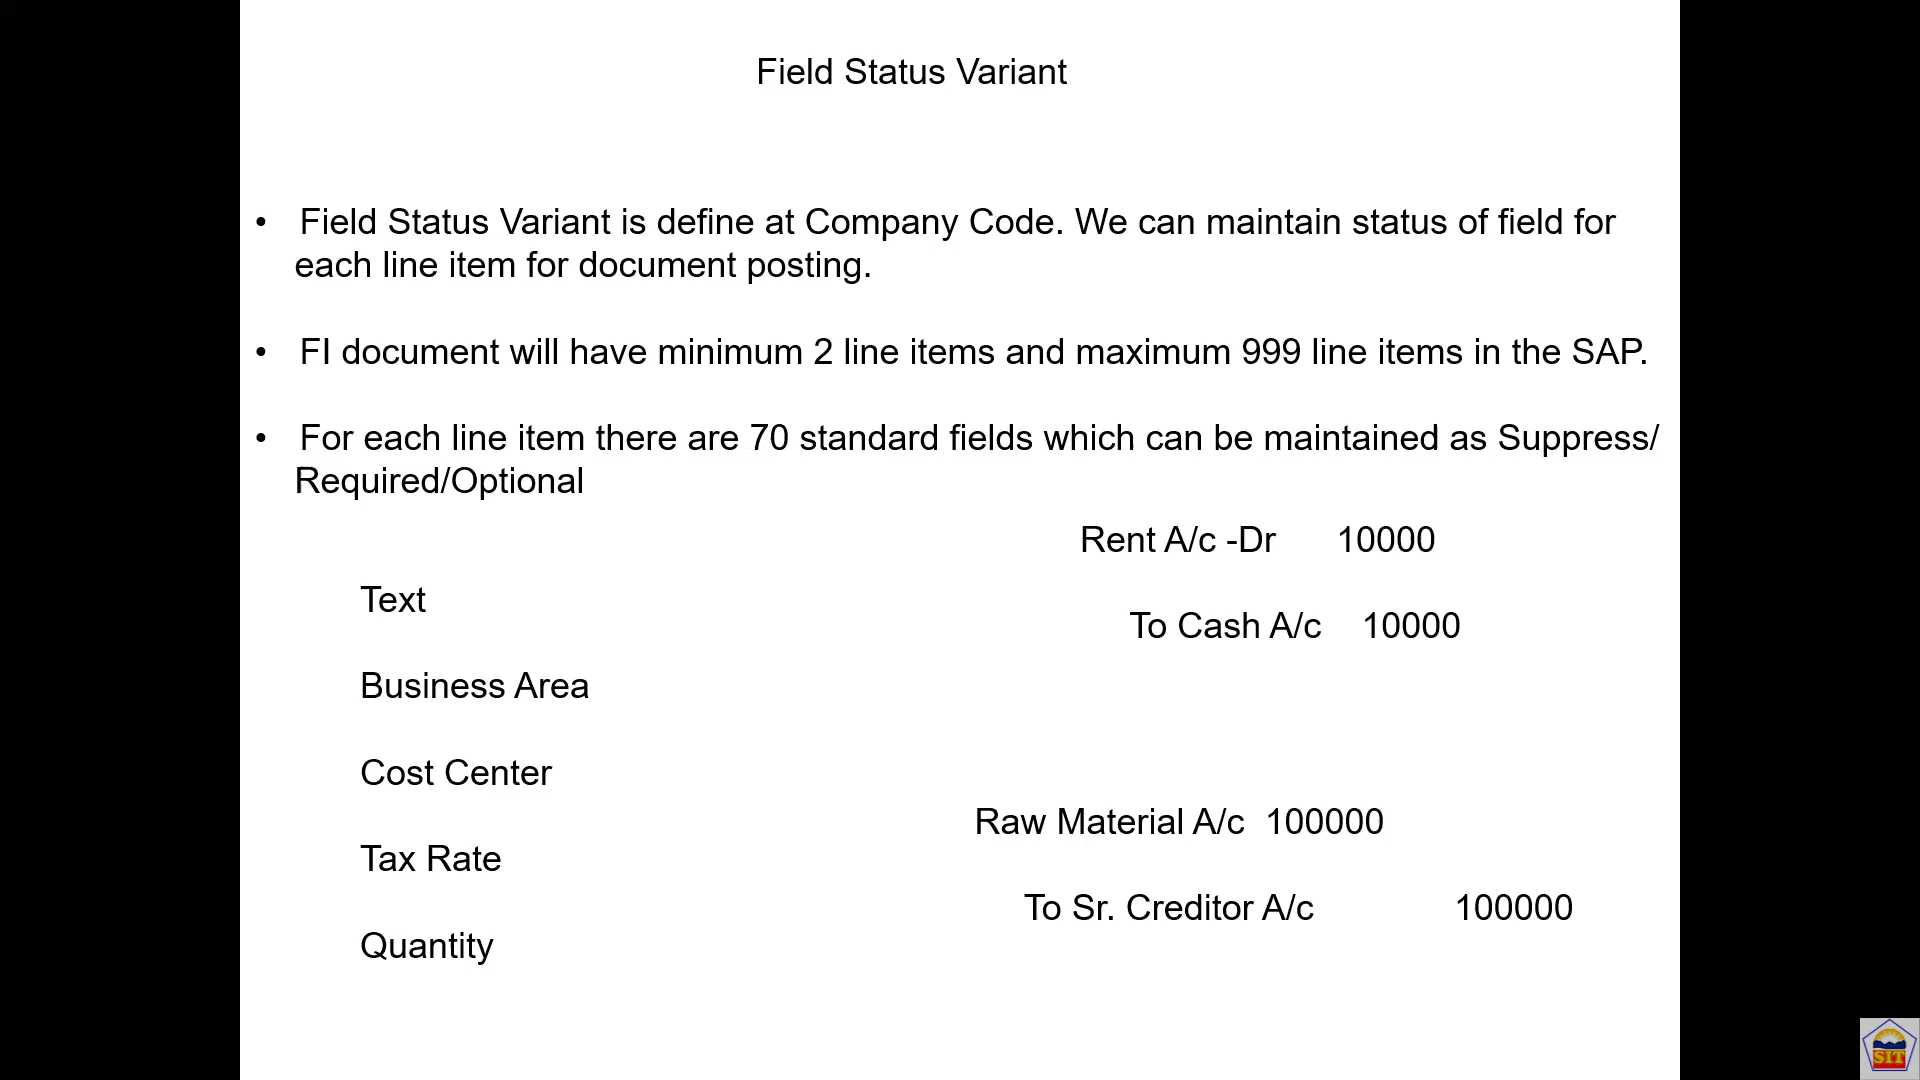 Field Status Variant
• Field Status Variant is define at Company Code. We can maintain status of field for
each line item for document posting.
• FI document will have minimum 2 line items and maximum 999 line items in the SAP.
• For each line item there are 70 standard fields which can be maintained as Suppress/
Required/Optional
Rent A/c -Dr 10000
Text
To Cash A/c 10000
Business Area
Cost Center
Raw Material A/c 100000
Tax Rate
To Sr. Creditor A/c 100000
Quantity
SIT